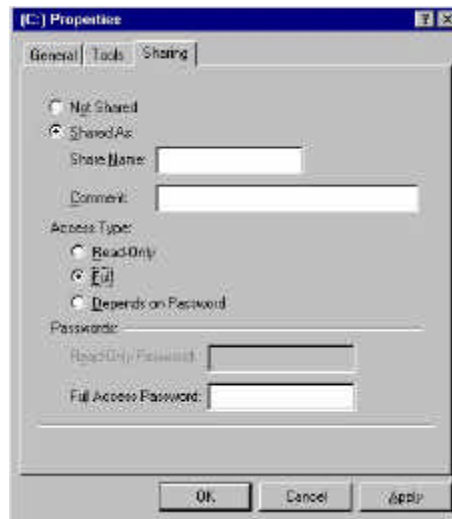 (C:) Properties
General Tools Sharing
Not Shared
Shared As:
Share Name:
Comment:
Access Type:
Read-Only
Full
Depends on Password
Passwords:
Read-Only Password:
Full Access Password:
OK Cancel Apply